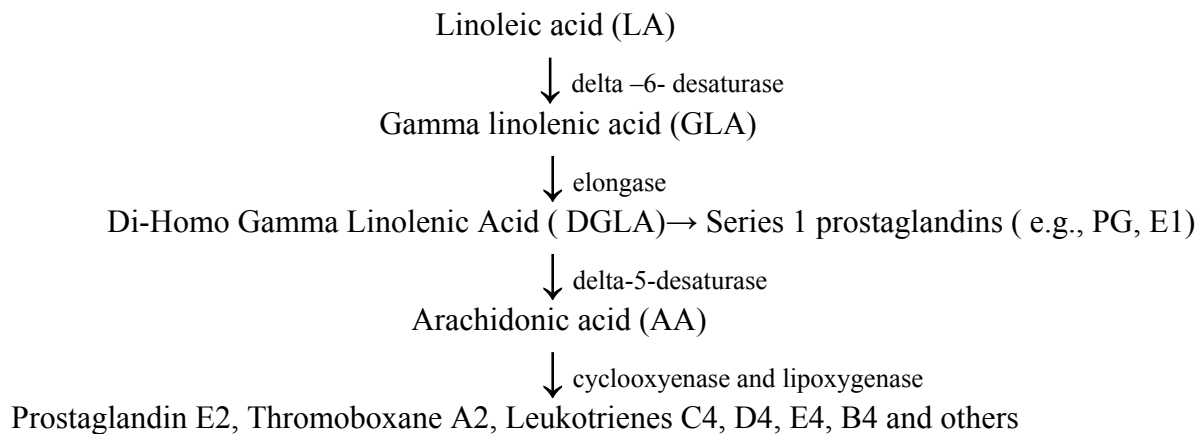 Linoleic acid (LA)
delta –6- desaturase
Gamma linolenic acid (GLA)
elongase
Di-Homo Gamma Linolenic Acid ( DGLA)→ Series 1 prostaglandins ( e.g., PG, E1)
delta-5-desaturase
Arachidonic acid (AA)
cyclooxyenase and lipoxygenase
Prostaglandin E2, Thromoboxane A2, Leukotrienes C4, D4, E4, B4 and others